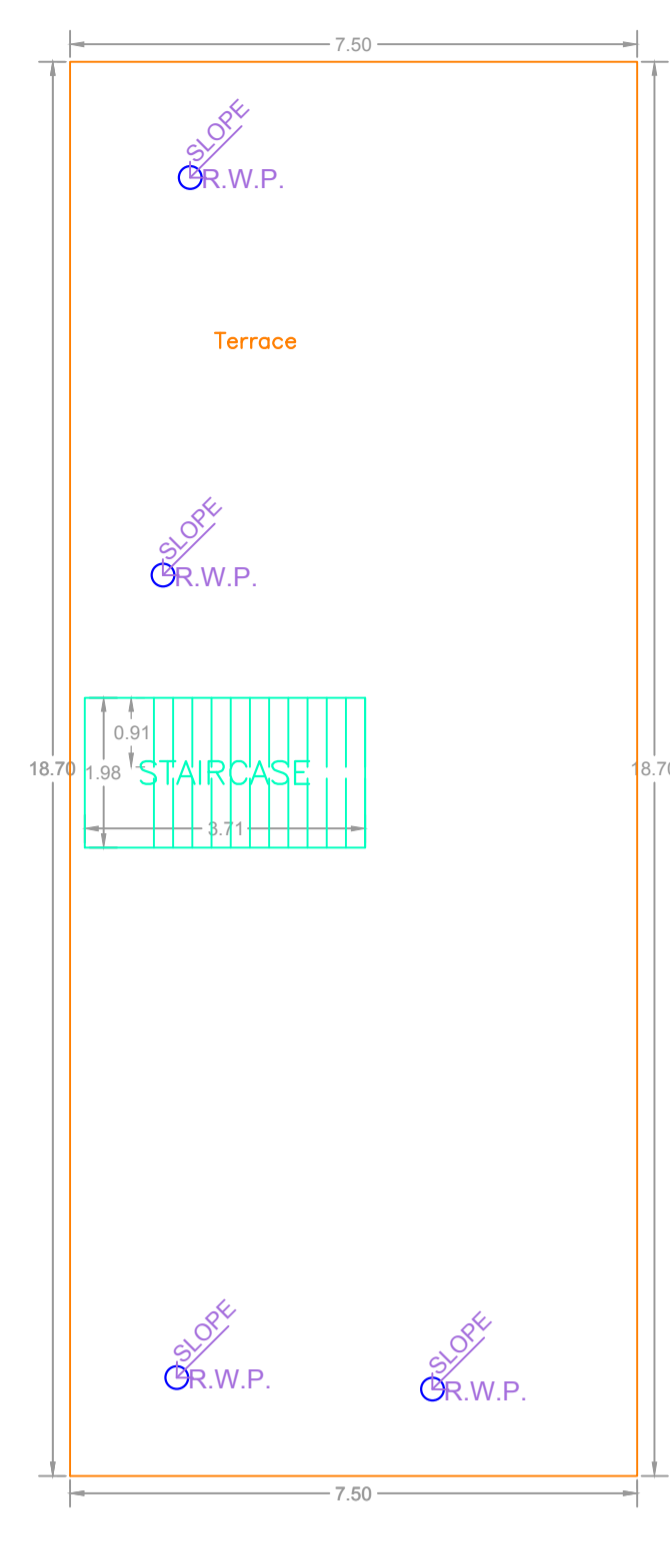 7.50
SLOPE
R.W.P.
Terrace
SLOPE
R.W.P.
0.91
18.70
1.98
STAIRCASE
18.70
3.71
SLOPE
R.W.P.
SLOPE
R.W.P.
7.50